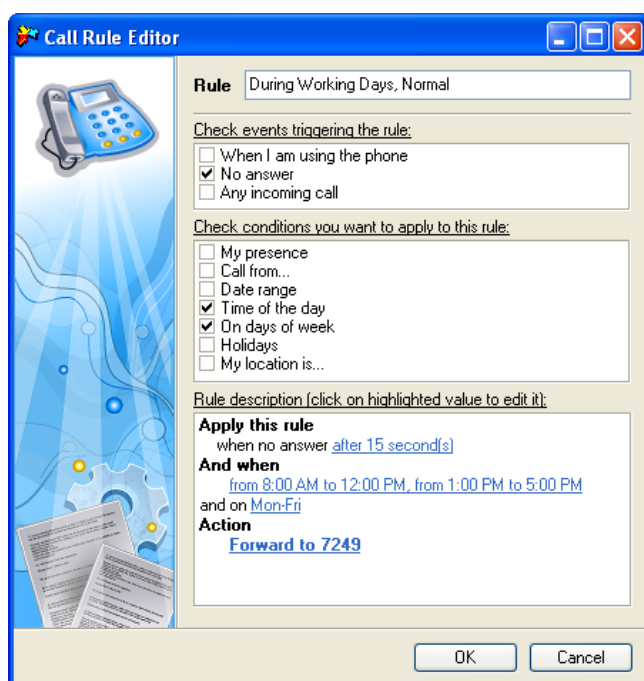 Call Rule Editor
Rule During Working Days, Normal
Check events triggering the rule:
When I am using the phone
No answer
Any incoming call
Check conditions you want to apply to this rule:
My presence
Call from...
Date range
Time of the day
On days of week
Holidays
My location is...
Rule description (click on highlighted value to edit it):
Apply this rule
when no answer after 15 second(s)
And when
from 8:00 AM to 12:00 PM, from 1:00 PM to 5:00 PM
and on Mon-Fri
Action
Forward to 7249
OK Cancel